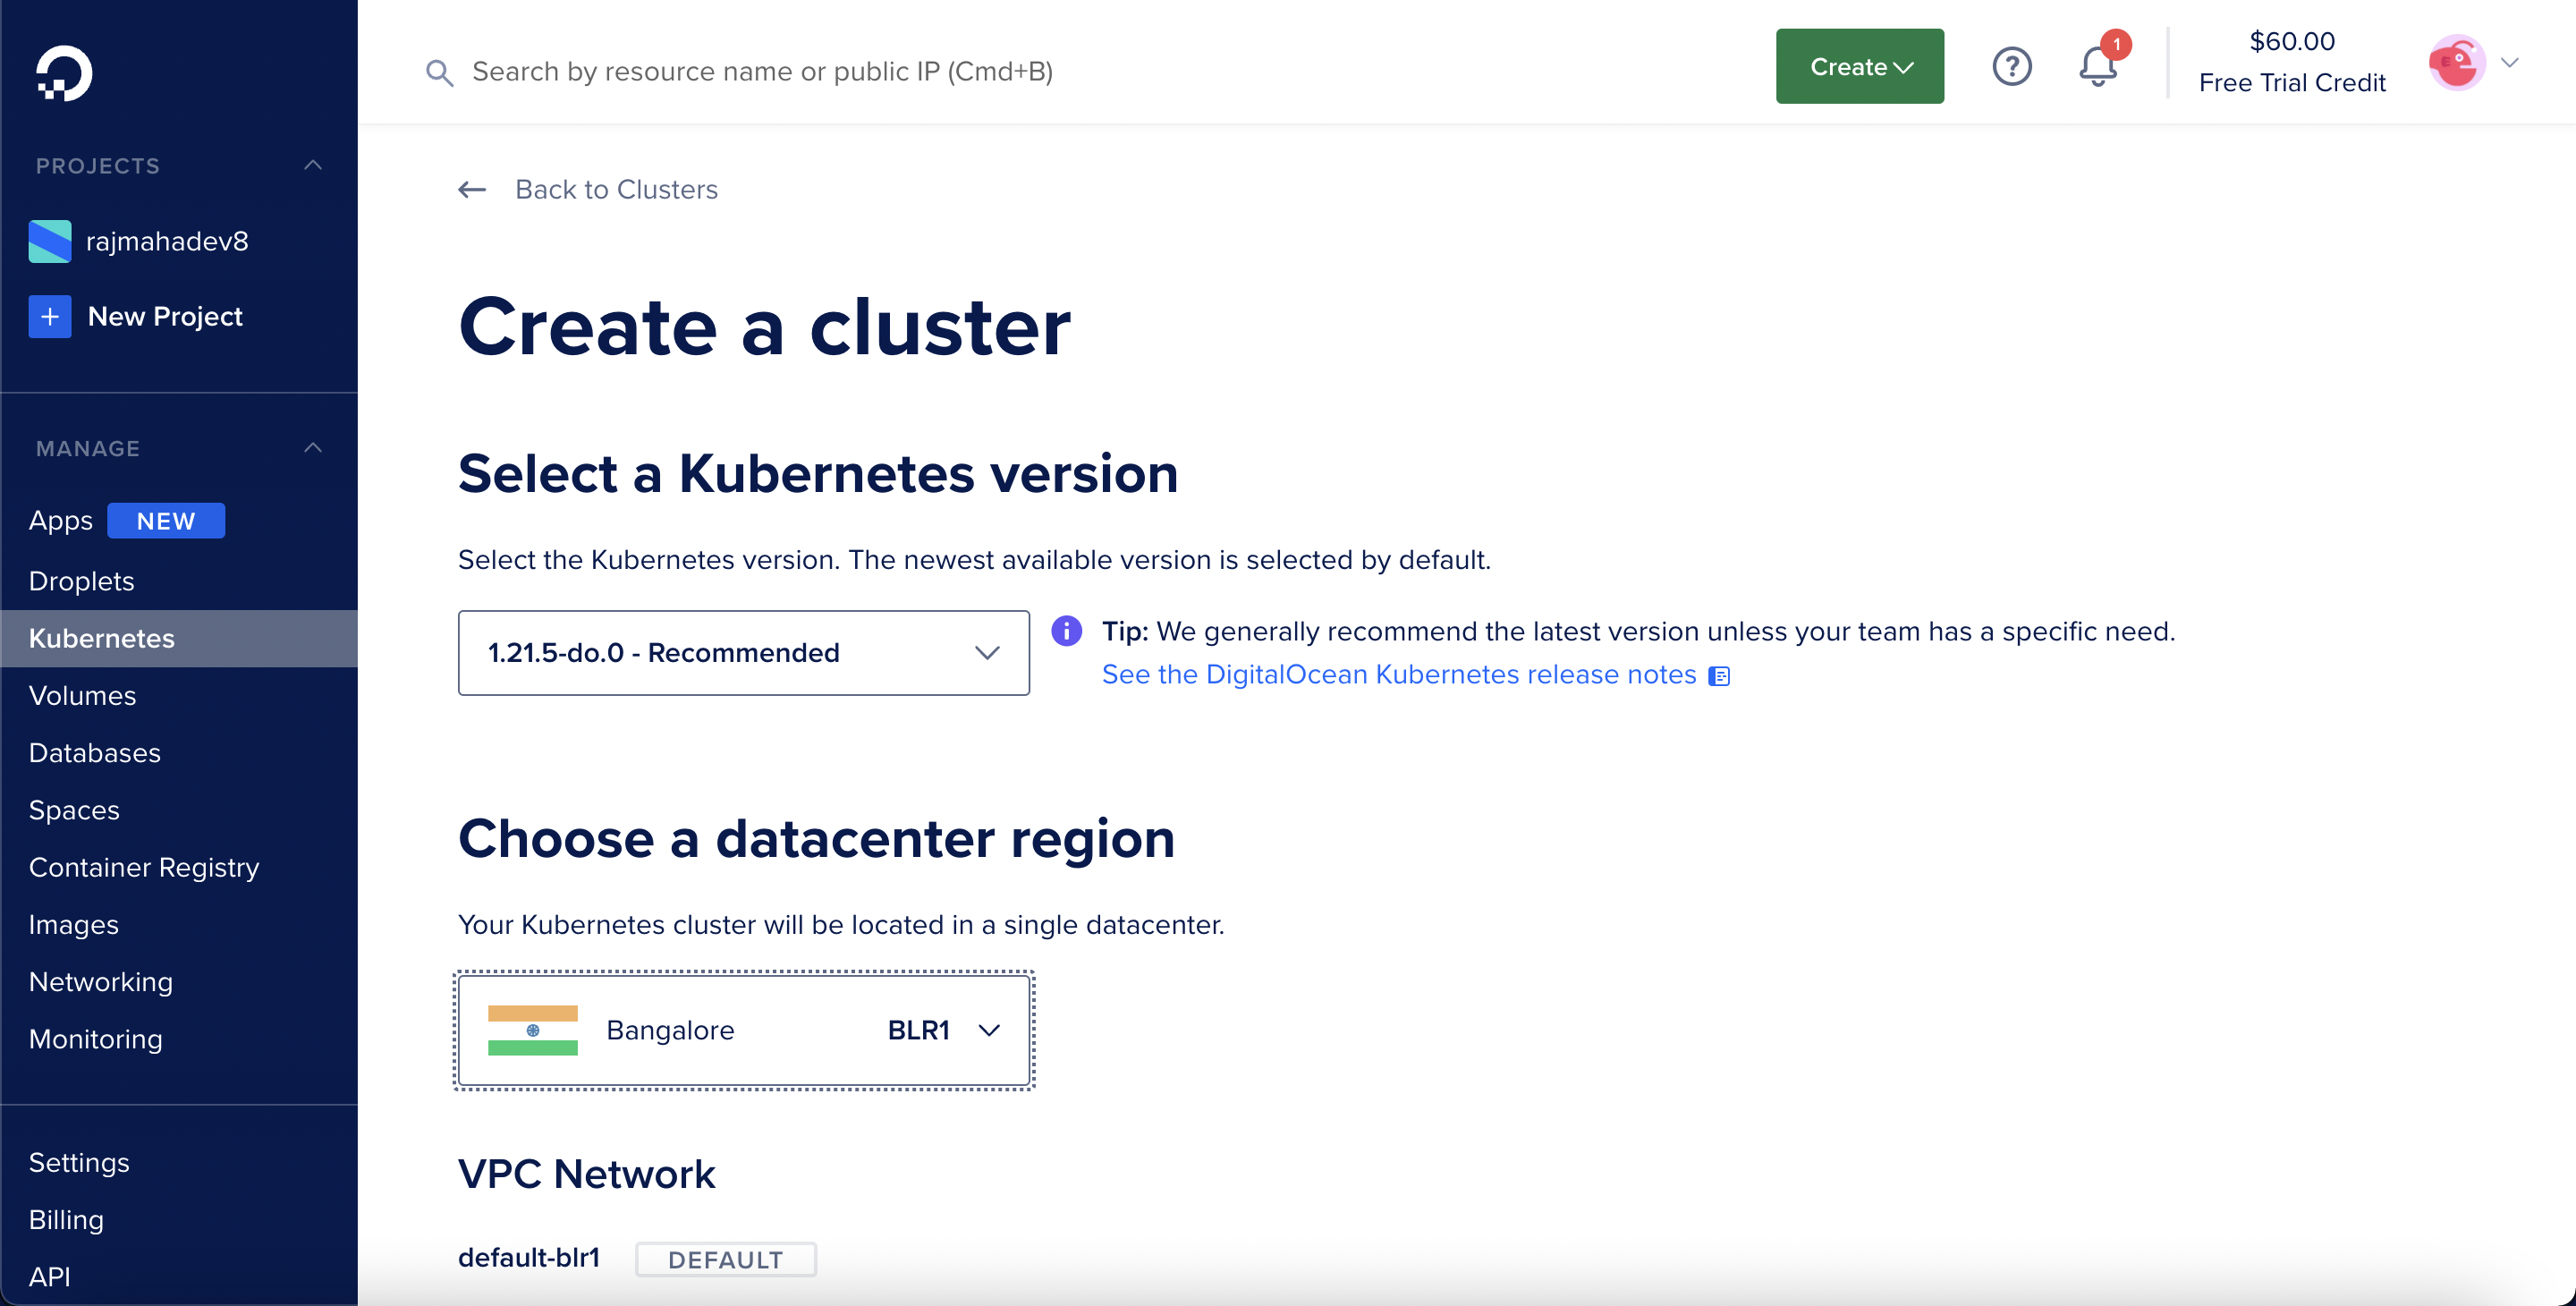 Search by resource name or public IP (Cmd+B)
Create
?
1
$60.00
Free Trial Credit
PROJECTS
rajmahadev8
+ New Project
MANAGE
Apps NEW
Droplets
Kubernetes
Volumes
Databases
Spaces
Container Registry
Images
Networking
Monitoring
Settings
Billing
API
← Back to Clusters
Create a cluster
Select a Kubernetes version
Select the Kubernetes version. The newest available version is selected by default.
1.21.5-do.0 - Recommended
Tip: We generally recommend the latest version unless your team has a specific need.
See the DigitalOcean Kubernetes release notes
Choose a datacenter region
Your Kubernetes cluster will be located in a single datacenter.
Bangalore BLR1
VPC Network
default-blr1 DEFAULT